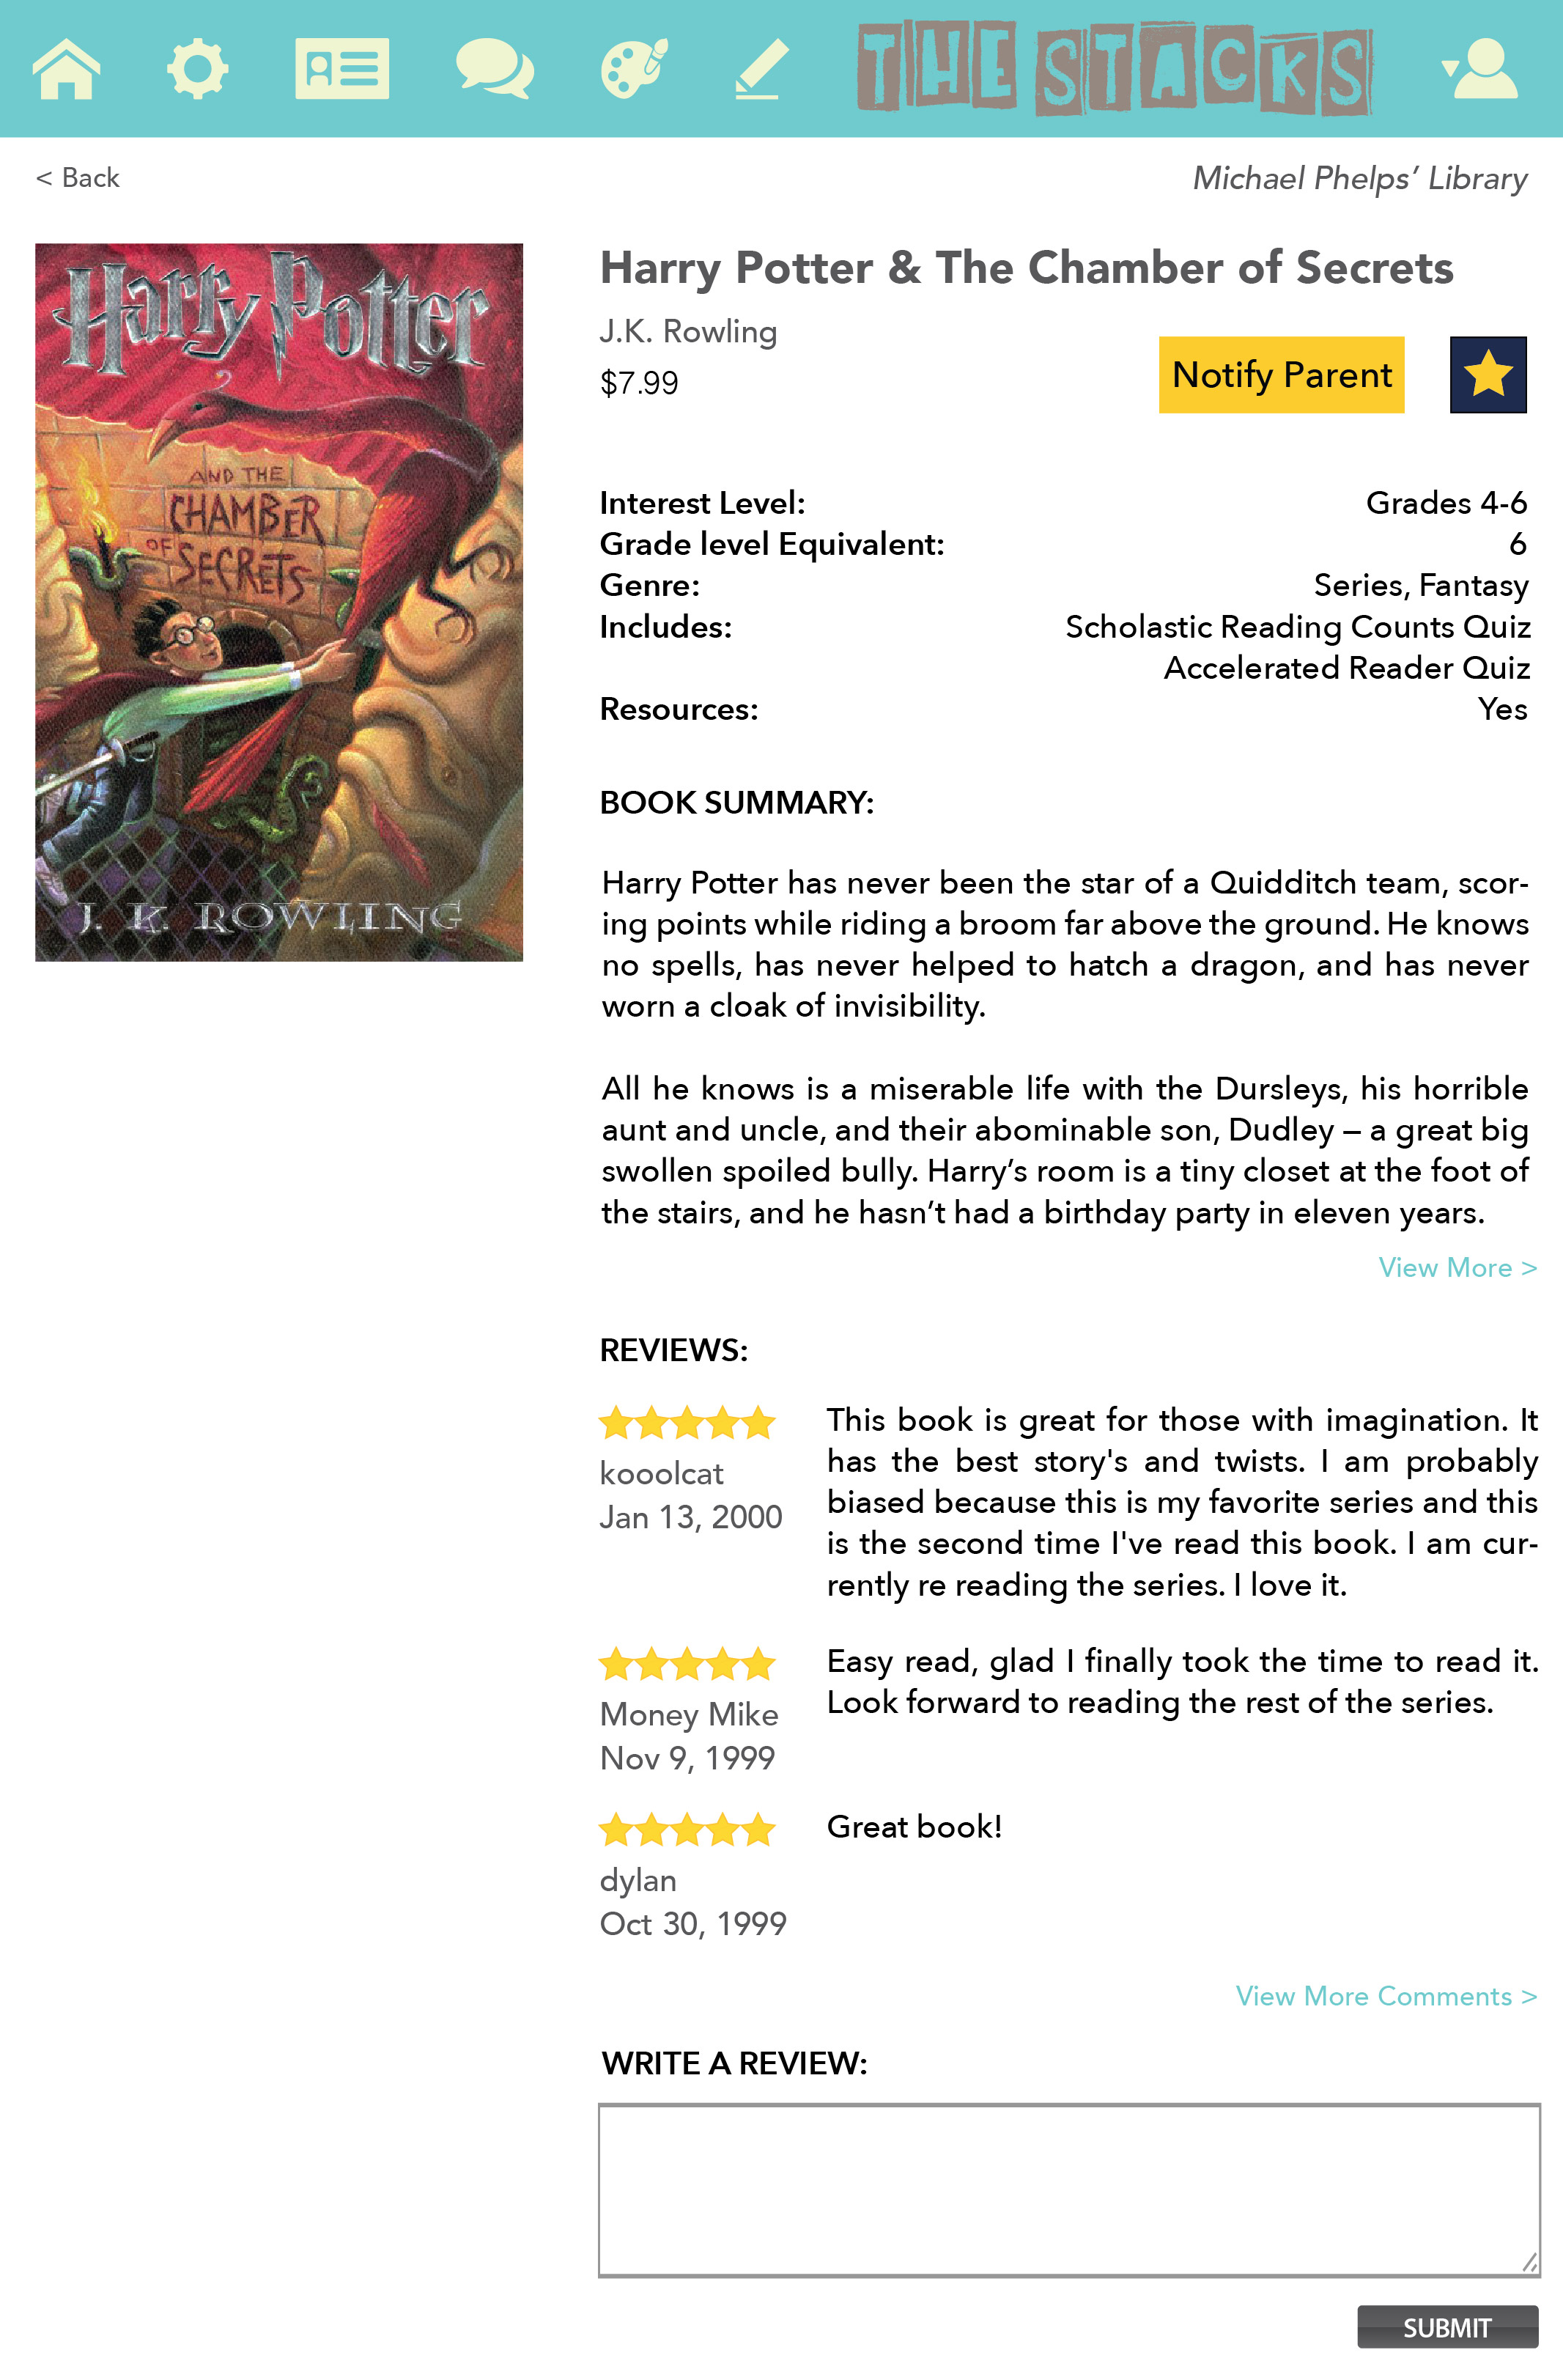 THE STACKS
< Back
Michael Phelps’ Library
Harry Potter
AND THE
CHAMBER
OF SECRETS
J. K. ROWLING
Harry Potter & The Chamber of Secrets
J.K. Rowling
$7.99
Notify Parent
Interest Level: Grades 4-6
Grade level Equivalent: 6
Genre: Series, Fantasy
Includes: Scholastic Reading Counts Quiz
Accelerated Reader Quiz
Resources: Yes
BOOK SUMMARY:
Harry Potter has never been the star of a Quidditch team, scor-
ing points while riding a broom far above the ground. He knows
no spells, has never helped to hatch a dragon, and has never
worn a cloak of invisibility.
All he knows is a miserable life with the Dursleys, his horrible
aunt and uncle, and their abominable son, Dudley – a great big
swollen spoiled bully. Harry’s room is a tiny closet at the foot of
the stairs, and he hasn’t had a birthday party in eleven years.
View More >
REVIEWS:
kooolcat
Jan 13, 2000
This book is great for those with imagination. It
has the best story's and twists. I am probably
biased because this is my favorite series and this
is the second time I've read this book. I am cur-
rently re reading the series. I love it.
Money Mike
Nov 9, 1999
Easy read, glad I finally took the time to read it.
Look forward to reading the rest of the series.
dylan
Oct 30, 1999
Great book!
View More Comments >
WRITE A REVIEW:
SUBMIT